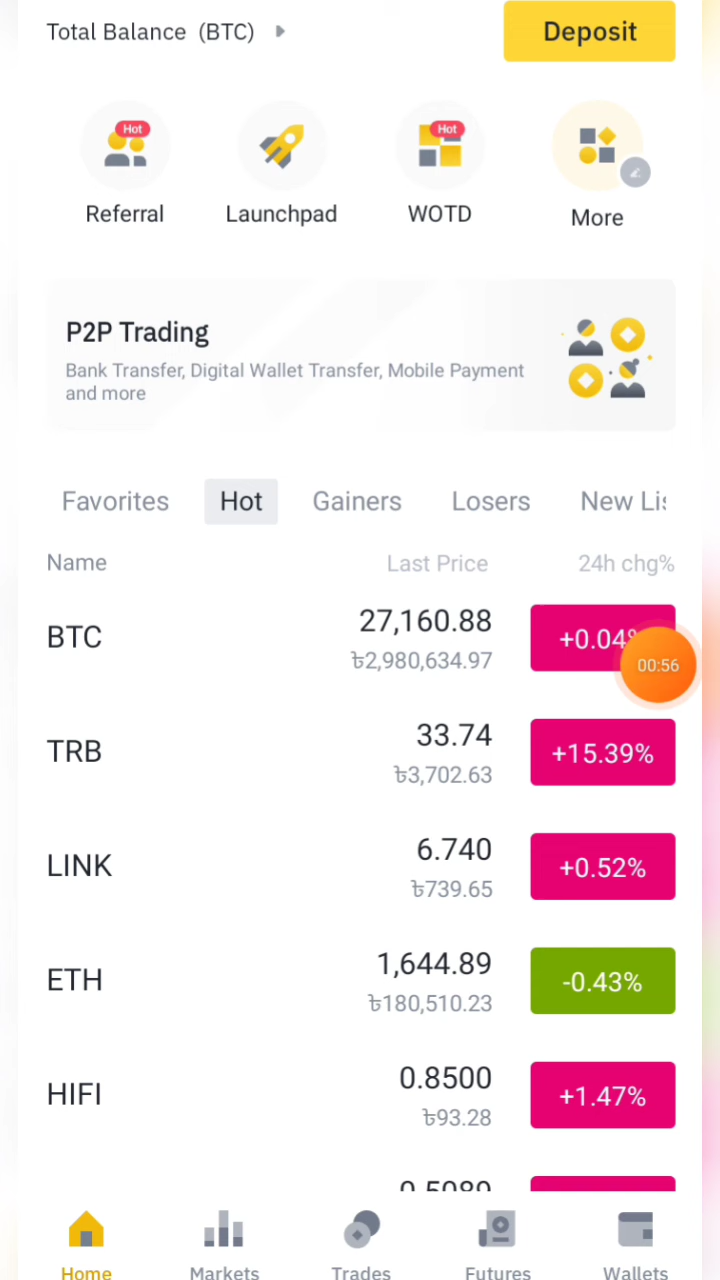 Total Balance (BTC)
Deposit
Hot
Hot
Referral
Launchpad
WOTD
More
P2P Trading
Bank Transfer, Digital Wallet Transfer, Mobile Payment
and more
Favorites Hot Gainers Losers New Lis
Name Last Price 24h chg%
BTC 27,160.88 +0.04%
৳2,980,634.97
00:56
TRB 33.74 +15.39%
৳3,702.63
LINK 6.740 +0.52%
৳739.65
ETH 1,644.89 -0.43%
৳180,510.23
HIFI 0.8500 +1.47%
৳93.28
Home Markets Trades Futures Wallets